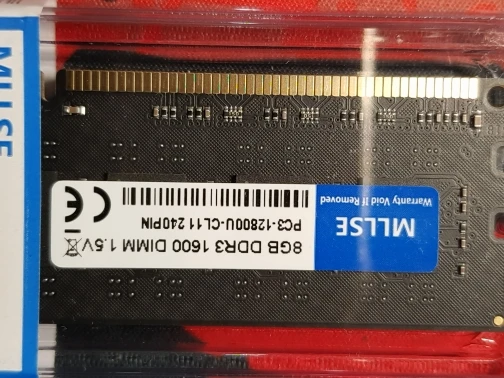 MLLSE
MLLSE
Warranty Void If Removed
8GB DDR3 1600 DIMM 1.5V
PC3-12800U-CL11 240PIN
CE